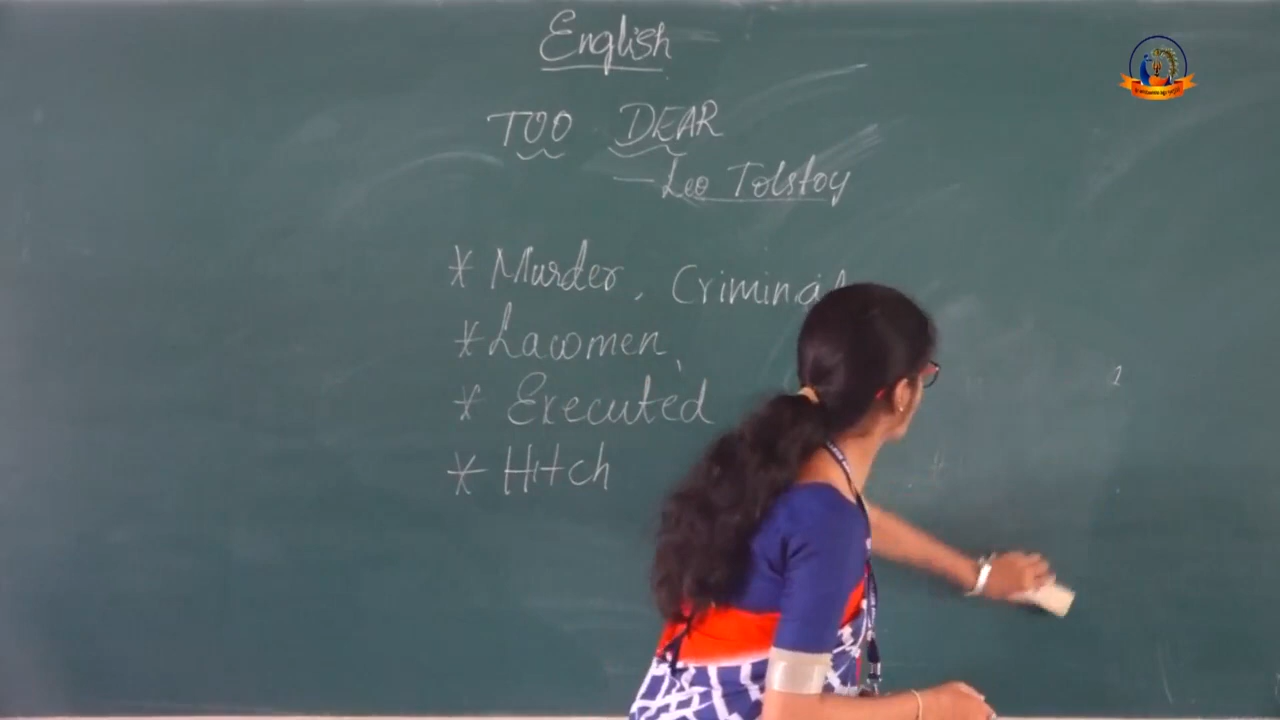 English
TOO DEAR
- Leo Tolstoy
* Murder, Criminal
* Lawmen,
* Executed
* Hitch